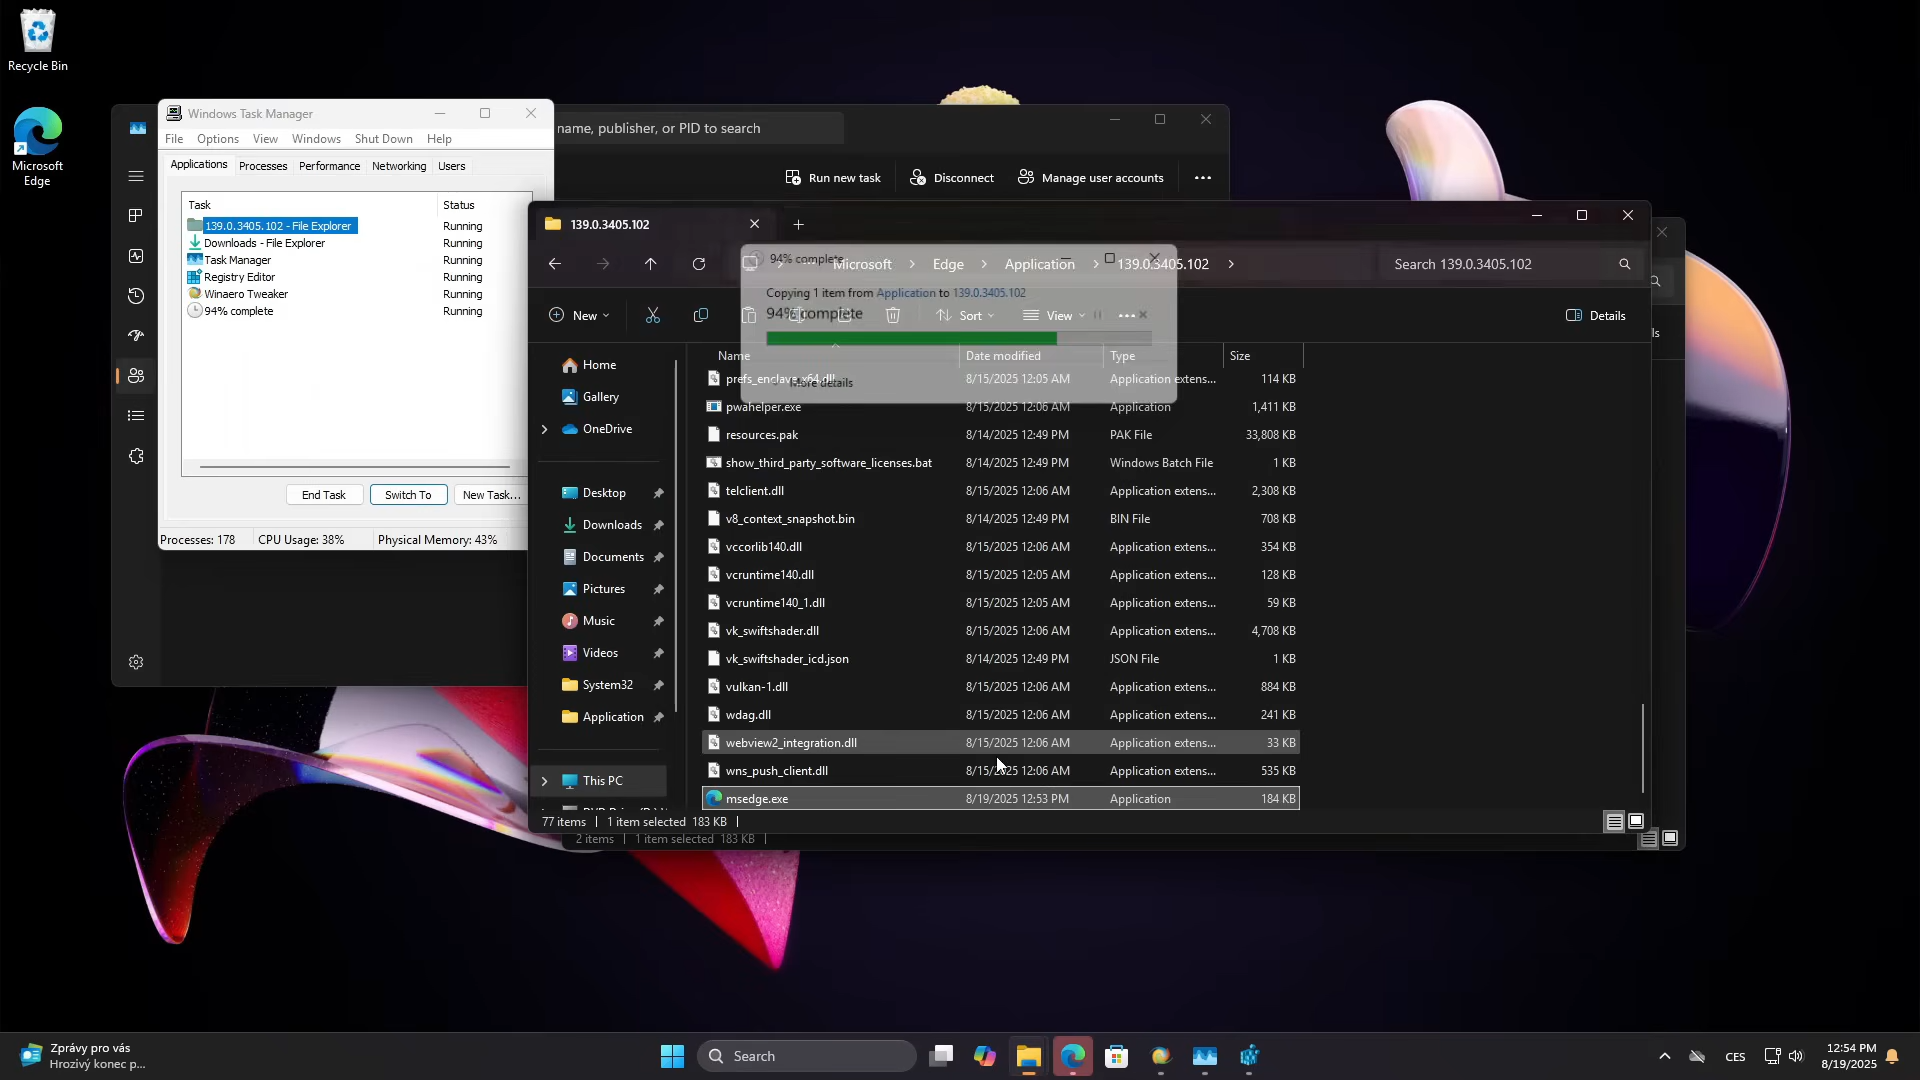 Recycle Bin
Microsoft
Edge
Windows Task Manager
File Options View Windows Shut Down Help
Applications Processes Performance Networking Users
Task Status
139.0.3405.102 - File Explorer Running
Downloads - File Explorer Running
Task Manager Running
Registry Editor Running
Winaero Tweaker Running
94% complete Running
End Task Switch To New Task...
Processes: 178 CPU Usage: 38% Physical Memory: 43%
name, publisher, or PID to search
Run new task Disconnect Manage user accounts
139.0.3405.102
Microsoft Edge Application 139.0.3405.102
Search 139.0.3405.102
94% complete
Copying 1 item from Application to 139.0.3405.102
94% complete
More details
New Sort View Details
Name Date modified Type Size
prefs_enclave_x64.dll 8/15/2025 12:05 AM Application extens... 114 KB
pwahelper.exe 8/15/2025 12:06 AM Application 1,411 KB
resources.pak 8/14/2025 12:49 PM PAK File 33,808 KB
show_third_party_software_licenses.bat 8/14/2025 12:49 PM Windows Batch File 1 KB
telclient.dll 8/15/2025 12:06 AM Application extens... 2,308 KB
v8_context_snapshot.bin 8/14/2025 12:49 PM BIN File 708 KB
vccorlib140.dll 8/15/2025 12:06 AM Application extens... 354 KB
vcruntime140.dll 8/15/2025 12:05 AM Application extens... 128 KB
vcruntime140_1.dll 8/15/2025 12:05 AM Application extens... 59 KB
vk_swiftshader.dll 8/15/2025 12:06 AM Application extens... 4,708 KB
vk_swiftshader_icd.json 8/14/2025 12:49 PM JSON File 1 KB
vulkan-1.dll 8/15/2025 12:06 AM Application extens... 884 KB
wdag.dll 8/15/2025 12:06 AM Application extens... 241 KB
webview2_integration.dll 8/15/2025 12:06 AM Application extens... 33 KB
wns_push_client.dll 8/15/2025 12:06 AM Application extens... 535 KB
msedge.exe 8/19/2025 12:53 PM Application 184 KB
Home
Gallery
OneDrive
Desktop
Downloads
Documents
Pictures
Music
Videos
System32
Application
This PC
77 items 1 item selected 183 KB
2 items 1 item selected 183 KB
Zprávy pro vás
Hrozivý konec p...
Search
CES
12:54 PM
8/19/2025